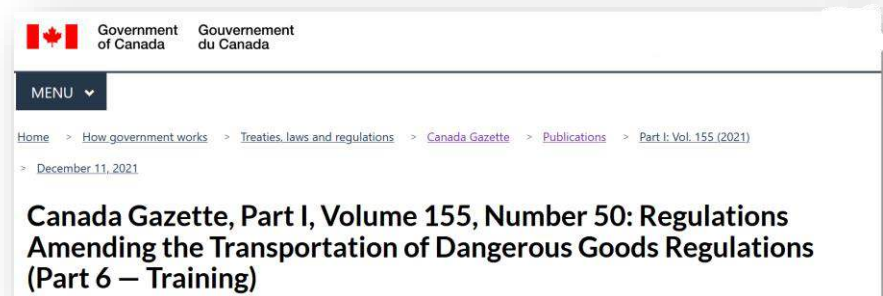 Government Gouvernement
of Canada du Canada
MENU
Home > How government works > Treaties, laws and regulations > Canada Gazette > Publications > Part I: Vol. 155 (2021)
> December 11, 2021
Canada Gazette, Part I, Volume 155, Number 50: Regulations
Amending the Transportation of Dangerous Goods Regulations
(Part 6 — Training)